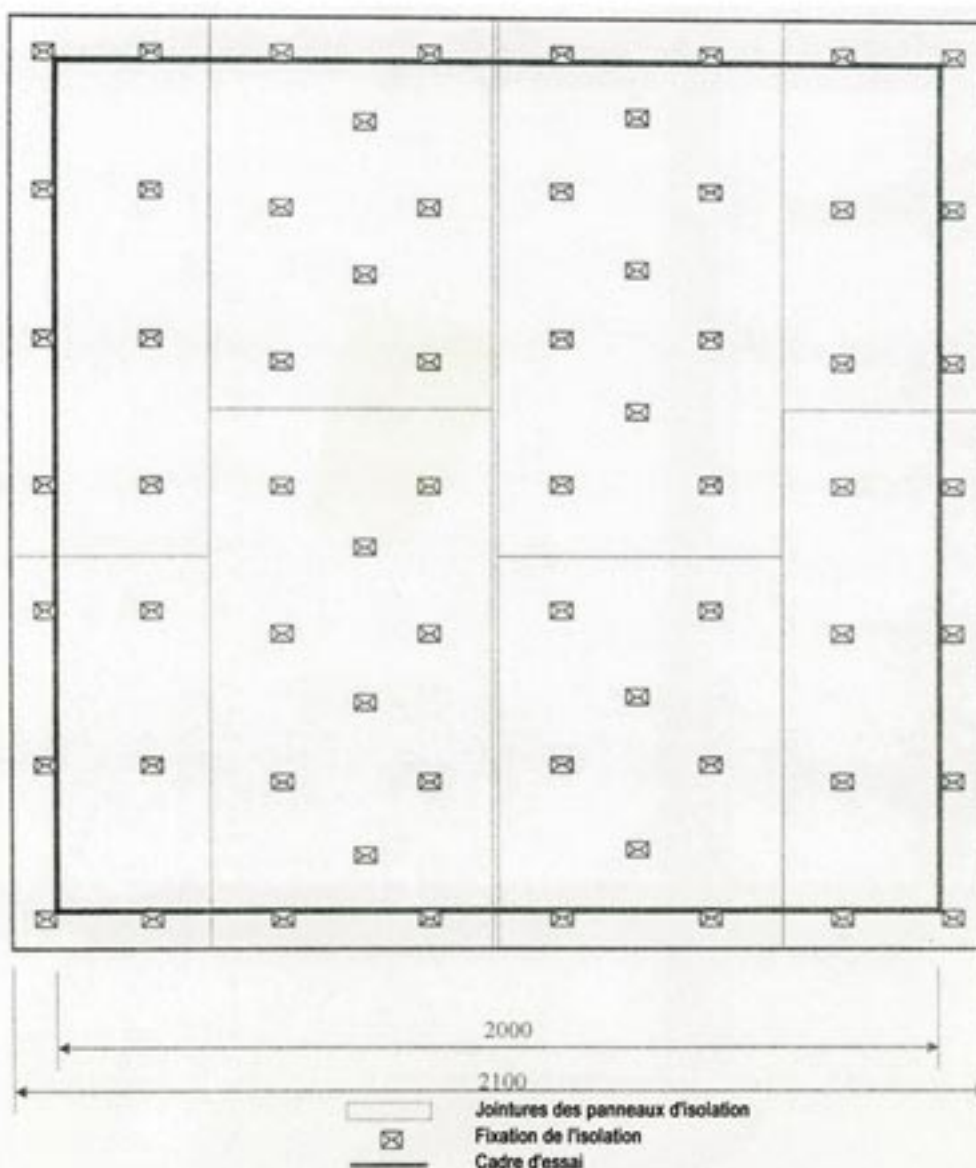 2000
2100
Jointures des panneaux d'isolation
Fixation de l'isolation
Cadre d'essai